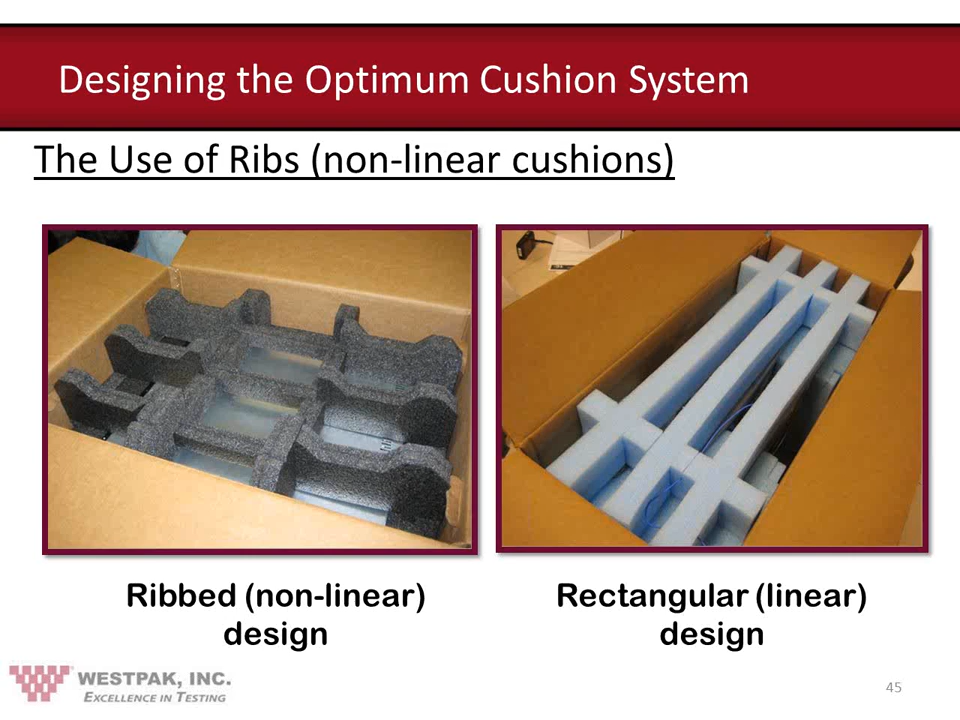 Designing the Optimum Cushion System
The Use of Ribs (non-linear cushions)
Ribbed (non-linear)
design
Rectangular (linear)
design
WESTPAK, INC.
EXCELLENCE IN TESTING
45